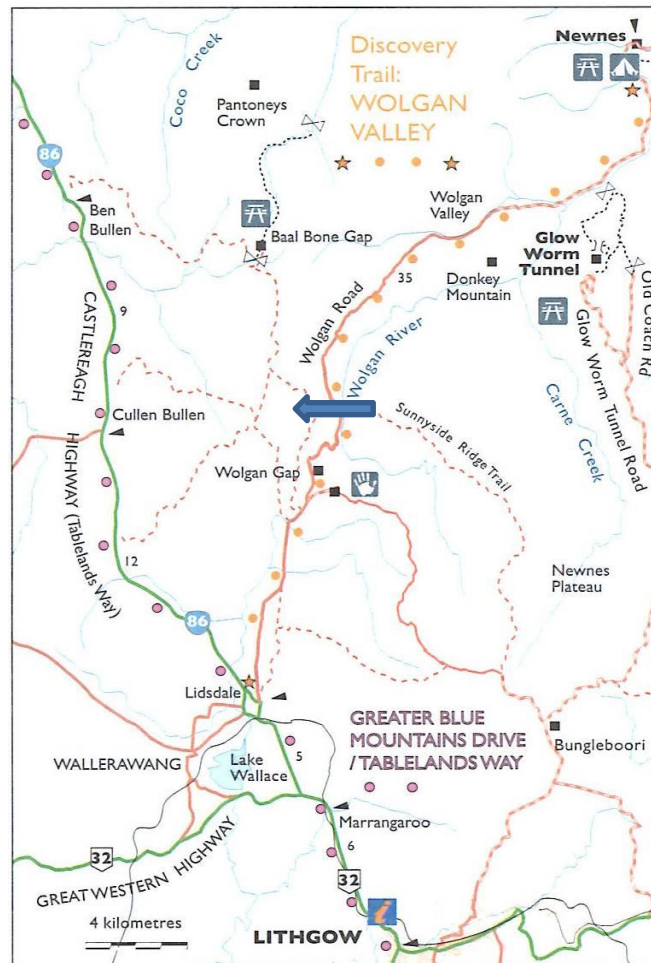 Newnes
Discovery
Trail:
WOLGAN
VALLEY
Coco Creek
Pantoneys
Crown
86
Ben
Bullen
Wolgan
Valley
Baal Bone Gap
Glow
Worm
Tunnel
35
Donkey
Mountain
Old Coach Rd
Glow Worm Tunnel Road
Wolgan Road
Wolgan River
9
CASTLEREAGH
HIGHWAY (Tablelands Way)
Carne
Creek
Cullen Bullen
Sunnyside Ridge Trail
Wolgan Gap
12
Newnes
Plateau
86
Lidsdale
GREATER BLUE
MOUNTAINS DRIVE
/TABLELANDS WAY
Bungleboori
WALLERAWANG
Lake
Wallace
5
Marrangaroo
6
32
GREAT WESTERN HIGHWAY
32
i
4 kilometres
LITHGOW